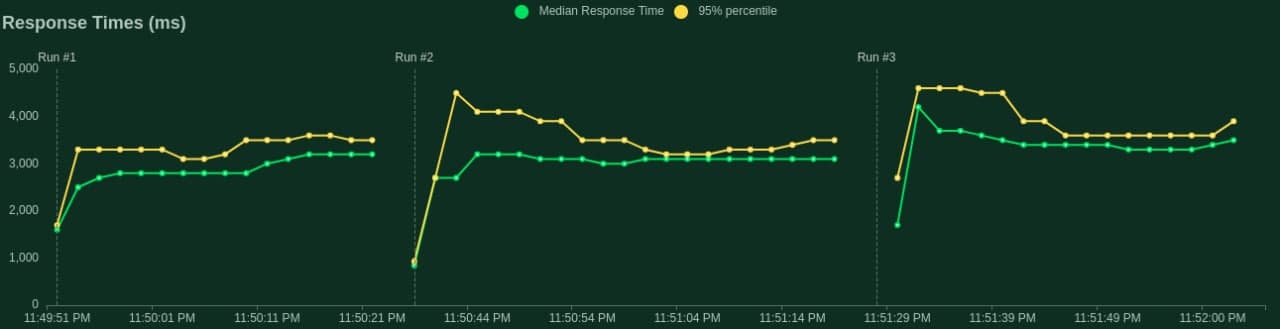 Median Response Time 95% percentile
Response Times (ms)
Run #1 Run #2 Run #3
5,000
4,000
3,000
2,000
1,000
0
11:49:51 PM 11:50:01 PM 11:50:11 PM 11:50:21 PM 11:50:44 PM 11:50:54 PM 11:51:04 PM 11:51:14 PM 11:51:29 PM 11:51:39 PM 11:51:49 PM 11:52:00 PM